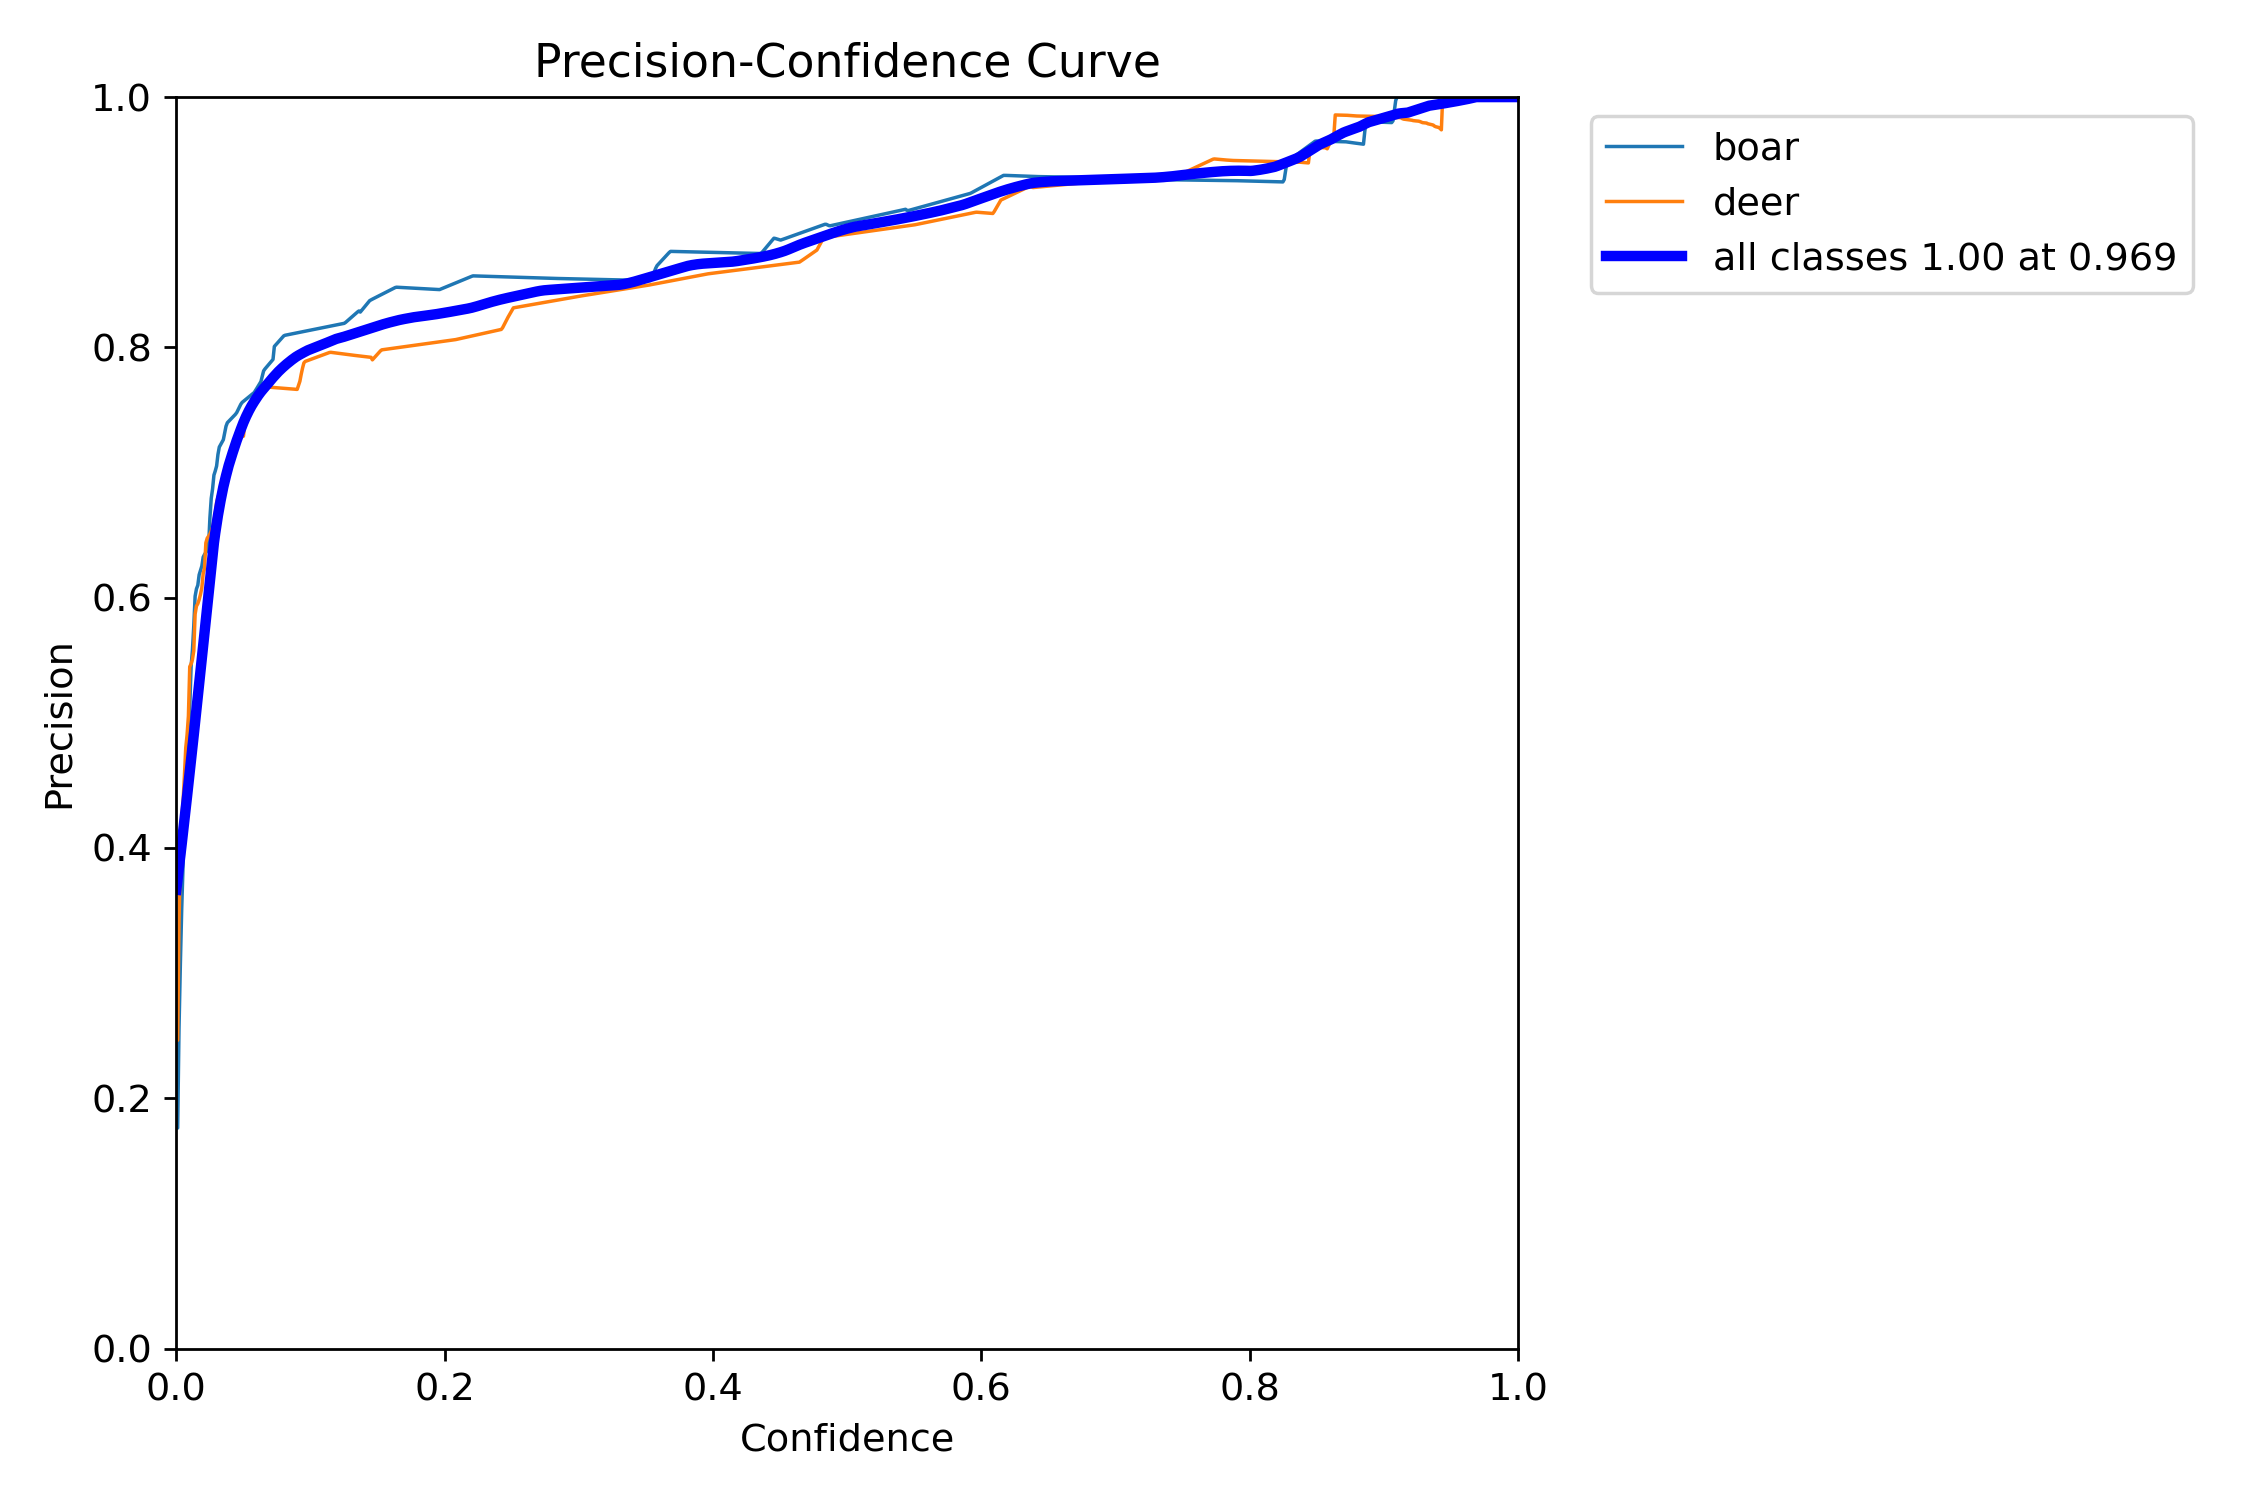 Precision-Confidence Curve
1.0
0.8
0.6
0.4
0.2
0.0
Precision
0.0 0.2 0.4 0.6 0.8 1.0
Confidence
boar
deer
all classes 1.00 at 0.969